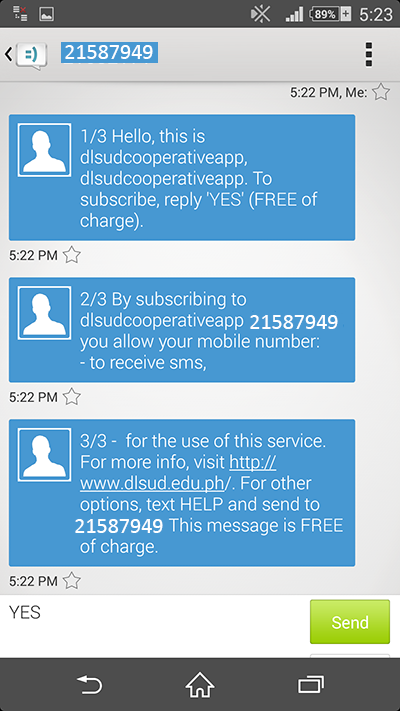 89% 5:23
21587949
5:22 PM, Me:
1/3 Hello, this is
dlsudcooperativeapp,
dlsudcooperativeapp. To
subscribe, reply 'YES' (FREE of
charge).
5:22 PM
2/3 By subscribing to
dlsudcooperativeapp 21587949
you allow your mobile number:
- to receive sms,
5:22 PM
3/3 - for the use of this service.
For more info, visit http://
www.dlsud.edu.ph/. For other
options, text HELP and send to
21587949 This message is FREE
of charge.
5:22 PM
YES
Send